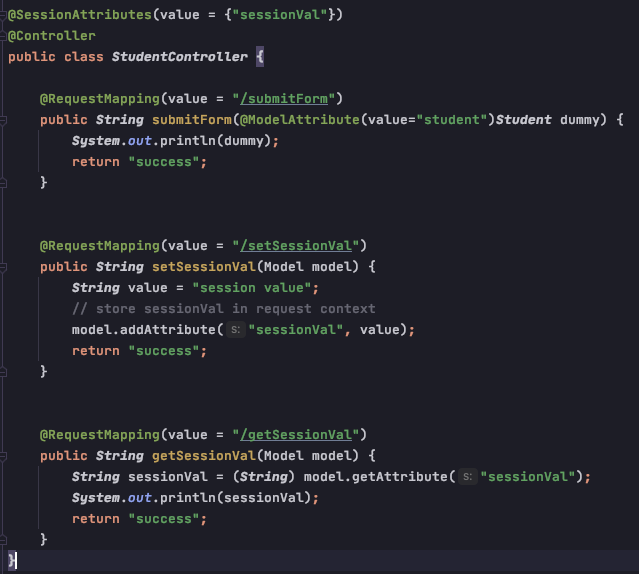 @SessionAttributes(value = {"sessionVal"})
@Controller
public class StudentController {
@RequestMapping(value = "/submitForm")
public String submitForm(@ModelAttribute(value="student")Student dummy) {
System.out.println(dummy);
return "success";
}
@RequestMapping(value = "/setSessionVal")
public String setSessionVal(Model model) {
String value = "session value";
// store sessionVal in request context
model.addAttribute( s: "sessionVal", value);
return "success";
}
@RequestMapping(value = "/getSessionVal")
public String getSessionVal(Model model) {
String sessionVal = (String) model.getAttribute( s: "sessionVal");
System.out.println(sessionVal);
return "success";
}
}